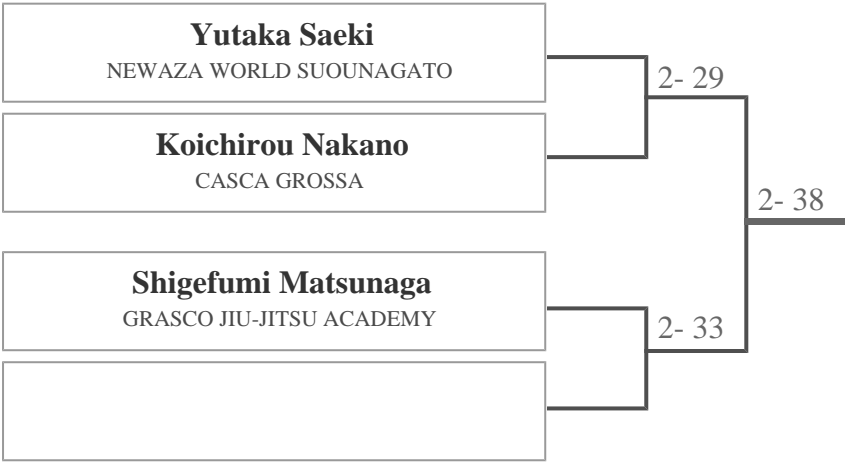 Yutaka Saeki
NEWAZA WORLD SUOUNAGATO
2- 29
Koichirou Nakano
CASCA GROSSA
2- 38
Shigefumi Matsunaga
GRASCO JIU-JITSU ACADEMY
2- 33